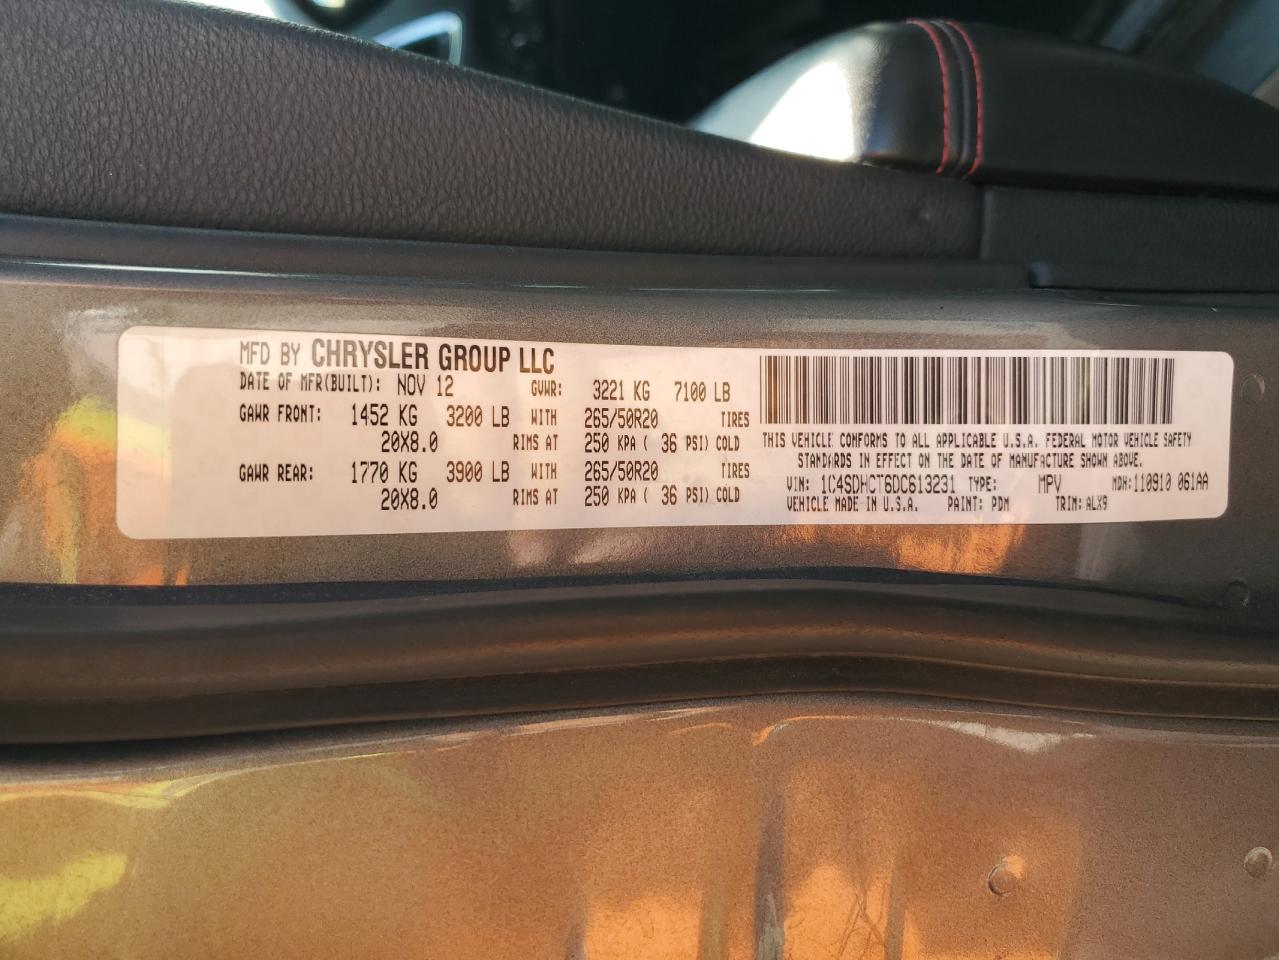 MFD BY CHRYSLER GROUP LLC
DATE OF MFR(BUILT): NOV 12 GVWR: 3221 KG 7100 LB
GAWR FRONT: 1452 KG 3200 LB WITH 265/50R20 TIRES
20X8.0 RIMS AT 250 KPA ( 36 PSI) COLD
GAWR REAR: 1770 KG 3900 LB WITH 265/50R20 TIRES
20X8.0 RIMS AT 250 KPA ( 36 PSI) COLD
THIS VEHICLE CONFORMS TO ALL APPLICABLE U.S.A. FEDERAL MOTOR VEHICLE SAFETY
STANDARDS IN EFFECT ON THE DATE OF MANUFACTURE SHOWN ABOVE.
VIN: 1C4SDHCT6DC613231 TYPE: MPV MDH:110910 061AA
VEHICLE MADE IN U.S.A. PAINT: PDM TRIM: ALX9